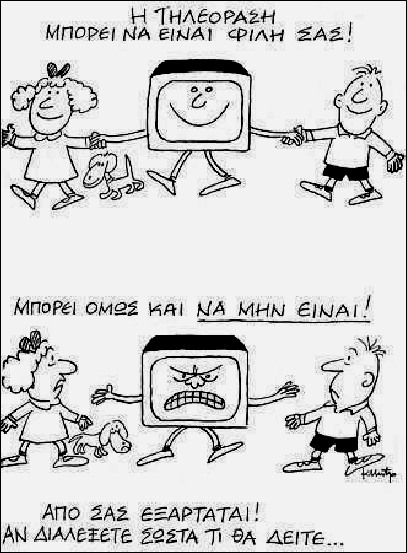 Η ΤΗΛΕΟΡΑΣΗ
ΜΠΟΡΕΙ ΝΑ ΕΙΝΑΙ ΦΙΛΗ ΣΑΣ!
ΜΠΟΡΕΙ ΟΜΩΣ ΚΑΙ ΝΑ ΜΗΝ ΕΙΝΑΙ!
ΑΠΟ ΣΑΣ ΕΞΑΡΤΑΤΑΙ!
ΑΝ ΔΙΑΛΕΞΕΤΕ ΣΩΣΤΑ ΤΙ ΘΑ ΔΕΙΤΕ...